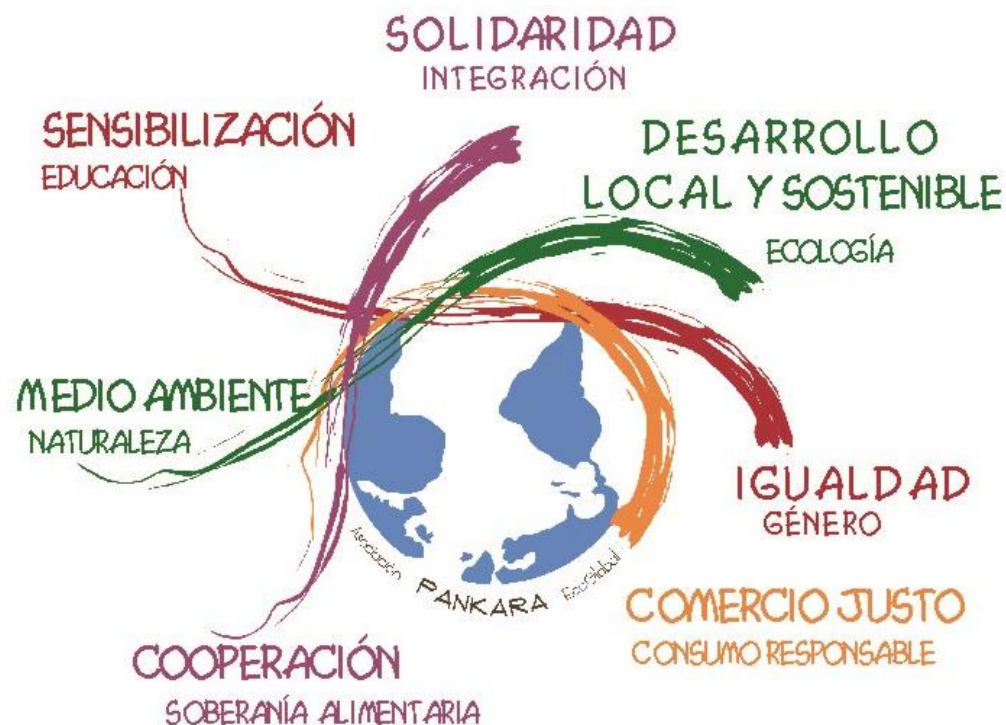 SOLIDARIDAD
INTEGRACIÓN
SENSIBILIZACIÓN
EDUCACIÓN
DESARROLLO
LOCAL Y SOSTENIBLE
ECOLOGÍA
MEDIO AMBIENTE
NATURALEZA
IGUALDAD
GÉNERO
Asociación PANKARA EcoGlobal
COMERCIO JUSTO
CONSUMO RESPONSABLE
COOPERACIÓN
SOBERANÍA ALIMENTARIA